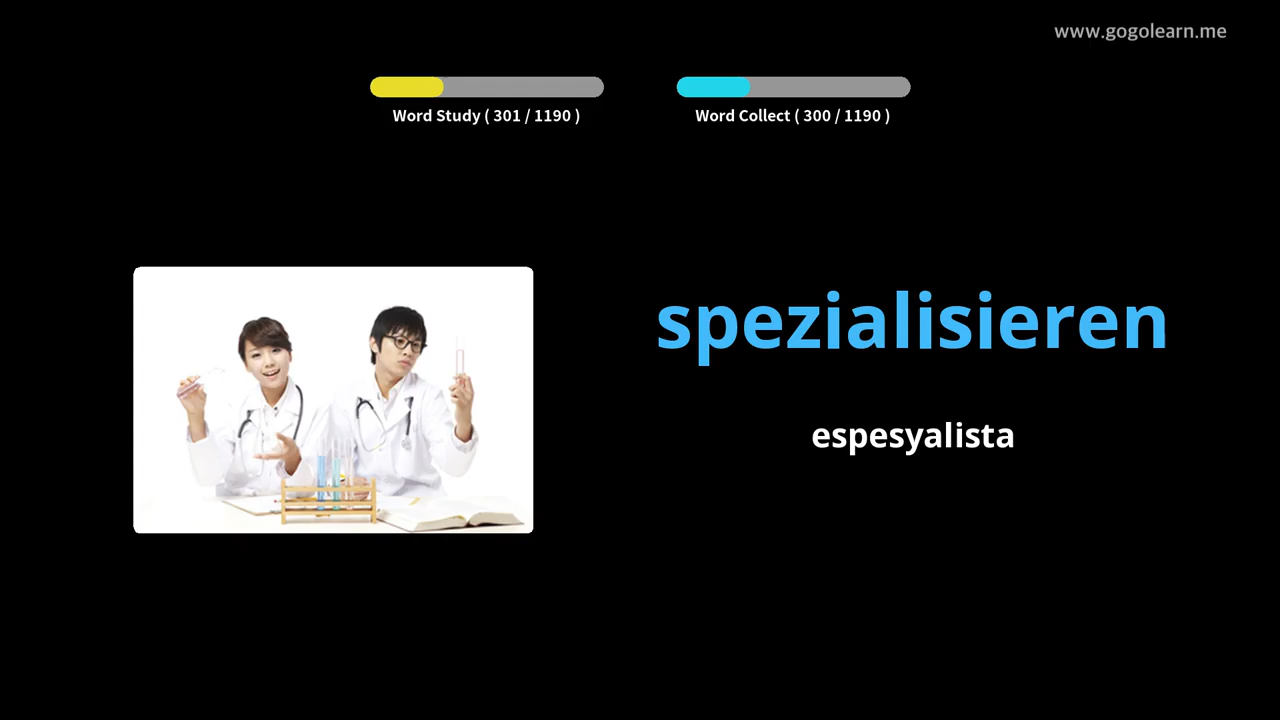 www.gogolearn.me
Word Study ( 301 / 1190 )
Word Collect ( 300 / 1190 )
spezialisieren
espesyalista